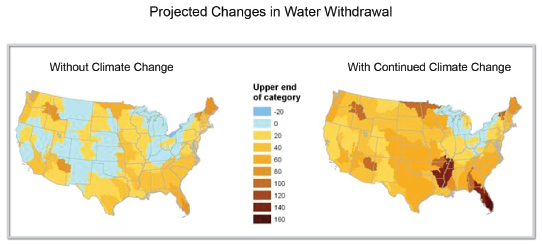 Projected Changes in Water Withdrawal
Without Climate Change
With Continued Climate Change
Upper end
of category
-20
0
20
40
60
80
100
120
140
160